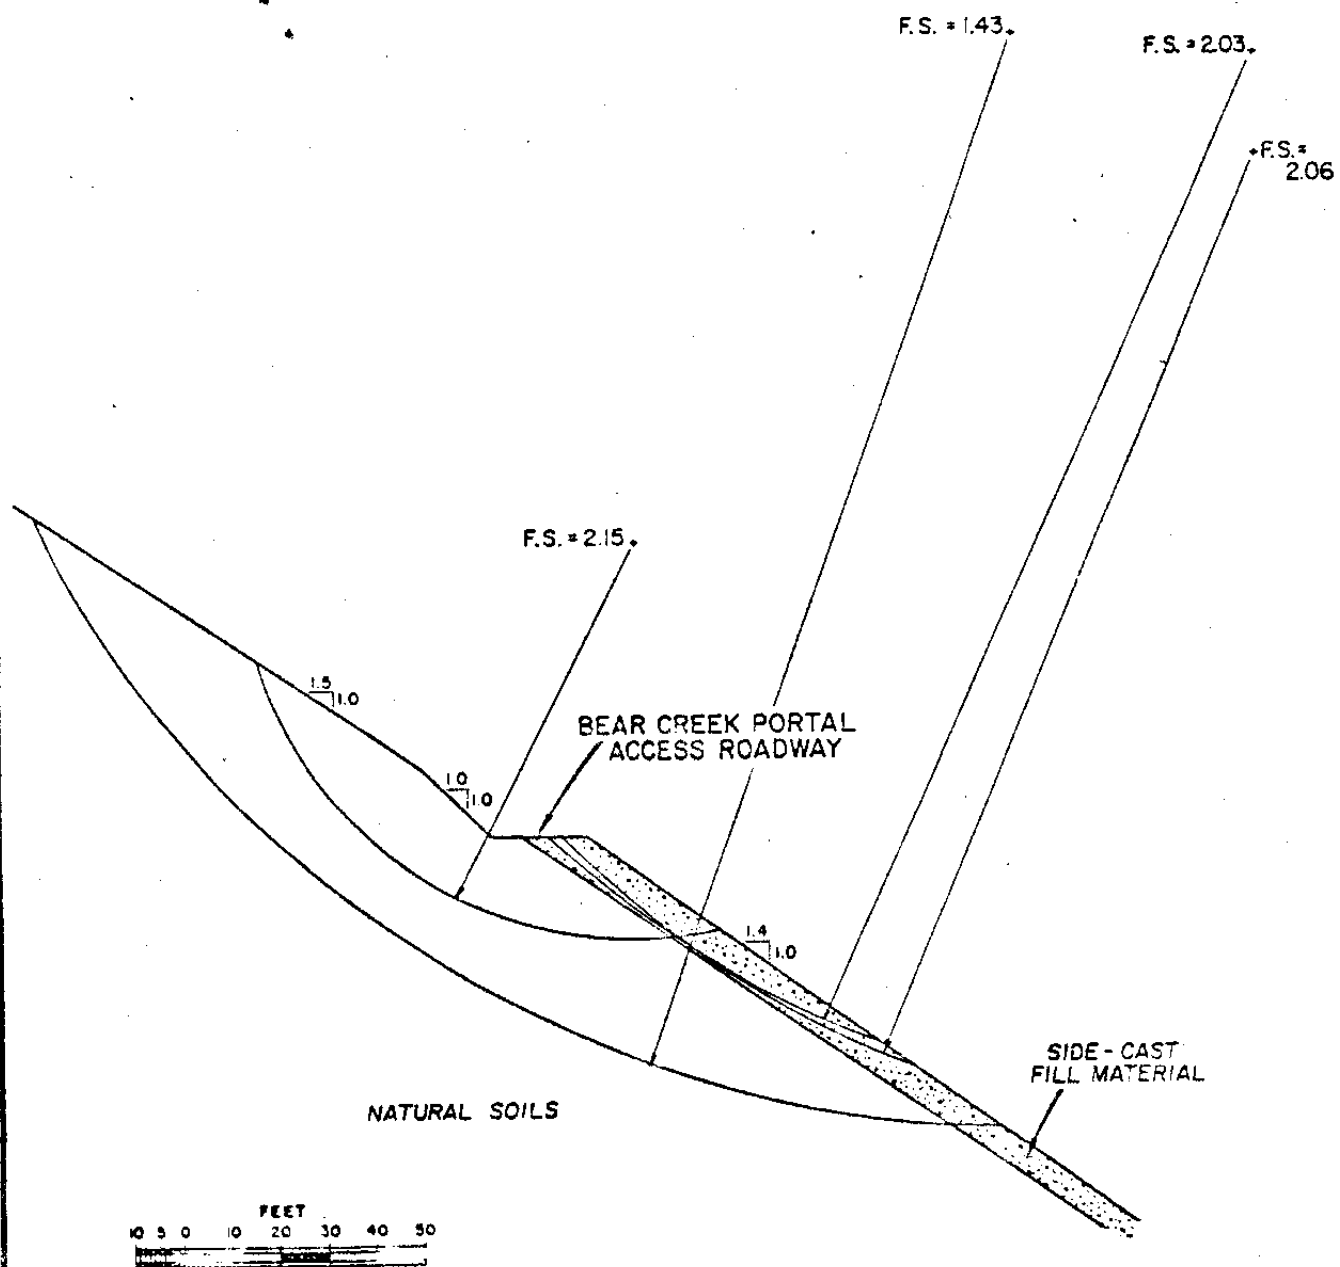 F.S. = 1.43
F.S. = 2.03
F.S. =
2.06
F.S. = 2.15
1.5
1.0
BEAR CREEK PORTAL
ACCESS ROADWAY
1.0
1.0
1.4
1.0
SIDE-CAST
FILL MATERIAL
NATURAL SOILS
FEET
10 5 0 10 20 30 40 50